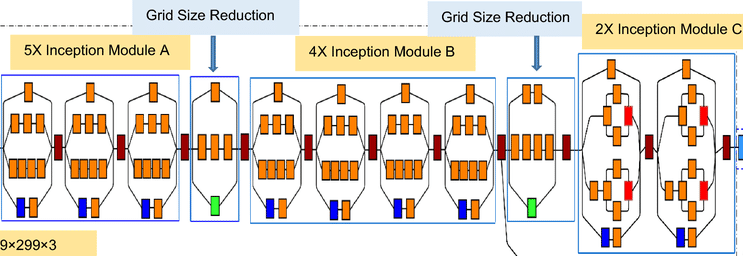 Grid Size Reduction
Grid Size Reduction
5X Inception Module A
4X Inception Module B
2X Inception Module C
9×299×3